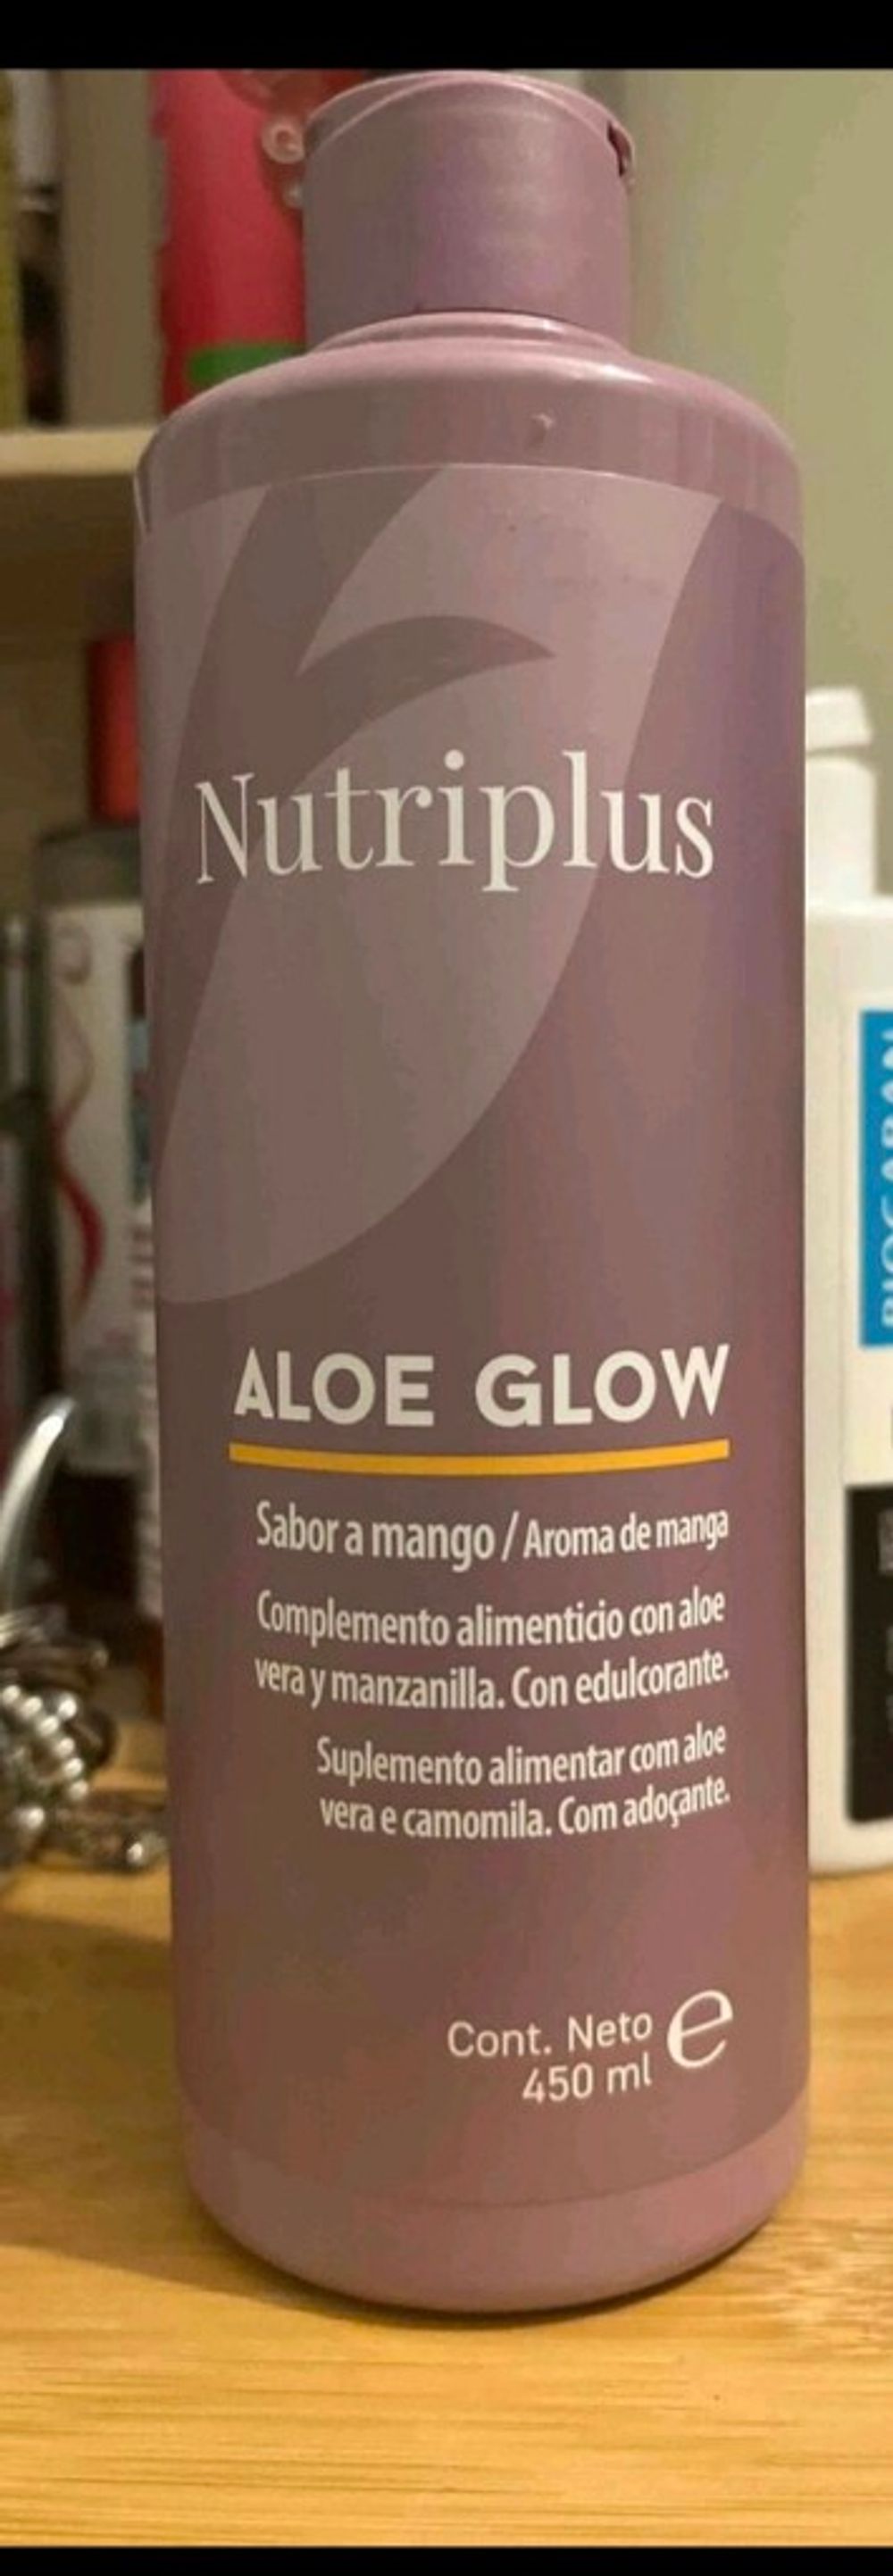 Nutriplus
ALOE GLOW
Sabor a mango / Aroma de manga
Complemento alimenticio con aloe
vera y manzanilla. Con edulcorante.
Suplemento alimentar com aloe
vera e camomila. Com adoçante.
Cont. Neto e
450 ml